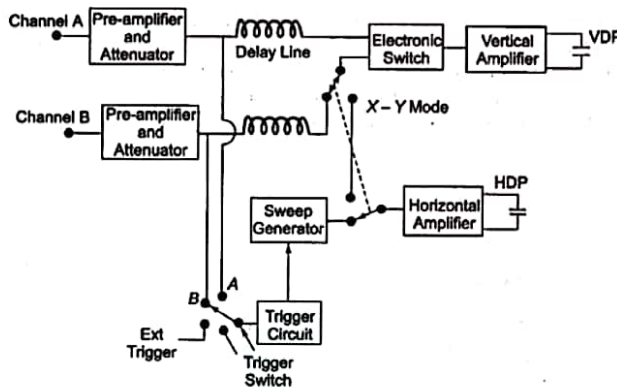 Channel A
Pre-amplifier
and
Attenuator
Delay Line
Electronic
Switch
Vertical
Amplifier
VDP
Channel B
Pre-amplifier
and
Attenuator
X – Y Mode
Sweep
Generator
Horizontal
Amplifier
HDP
A
B
Ext
Trigger
Trigger
Switch
Trigger
Circuit